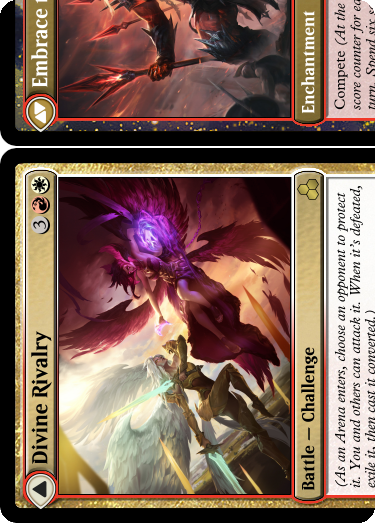 Embrace
Enchantment
Compete (At the
score counter for ea
turn. Spend six
Divine Rivalry
3
Battle — Challenge
(As an Arena enters, choose an opponent to protect
it. You and others can attack it. When it's defeated,
exile it, then cast it converted.)